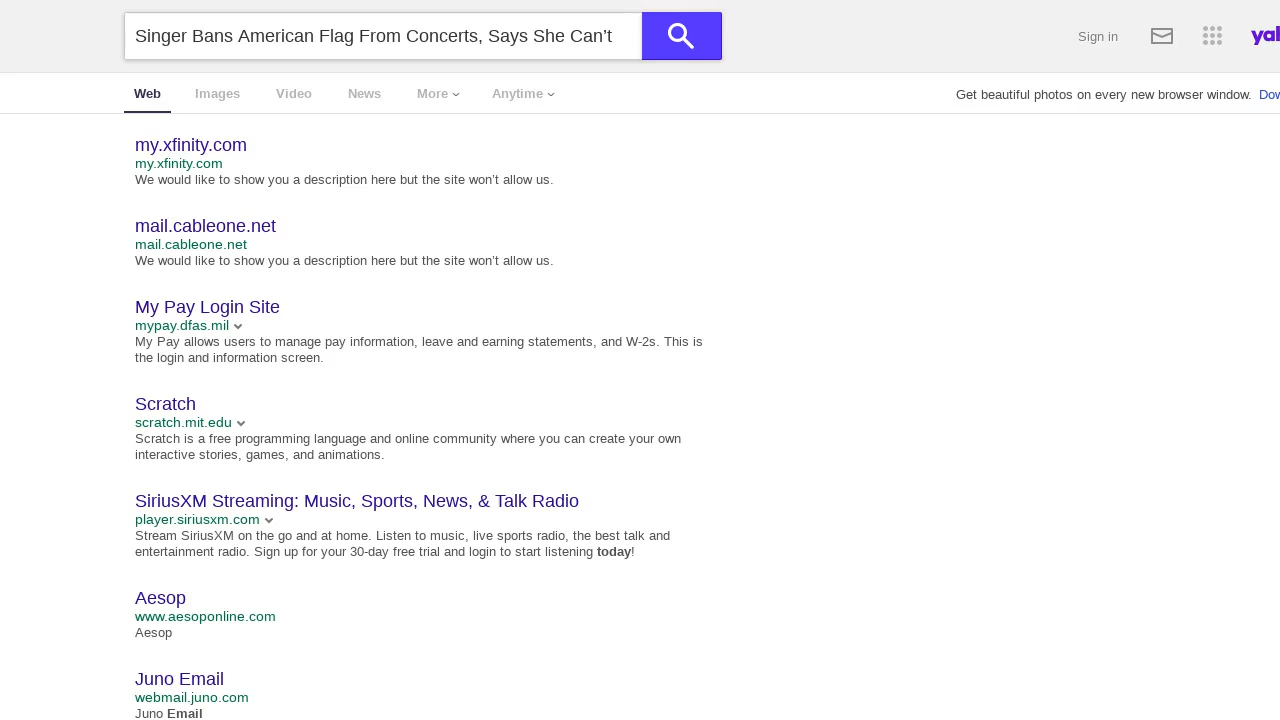 Singer Bans American Flag From Concerts, Says She Can’t
Sign in
Web Images Video News More Anytime
Get beautiful photos on every new browser window.
my.xfinity.com
my.xfinity.com
We would like to show you a description here but the site won’t allow us.
mail.cableone.net
mail.cableone.net
We would like to show you a description here but the site won’t allow us.
My Pay Login Site
mypay.dfas.mil
My Pay allows users to manage pay information, leave and earning statements, and W-2s. This is
the login and information screen.
Scratch
scratch.mit.edu
Scratch is a free programming language and online community where you can create your own
interactive stories, games, and animations.
SiriusXM Streaming: Music, Sports, News, & Talk Radio
player.siriusxm.com
Stream SiriusXM on the go and at home. Listen to music, live sports radio, the best talk and
entertainment radio. Sign up for your 30-day free trial and login to start listening today!
Aesop
www.aesoponline.com
Aesop
Juno Email
webmail.juno.com
Juno Email